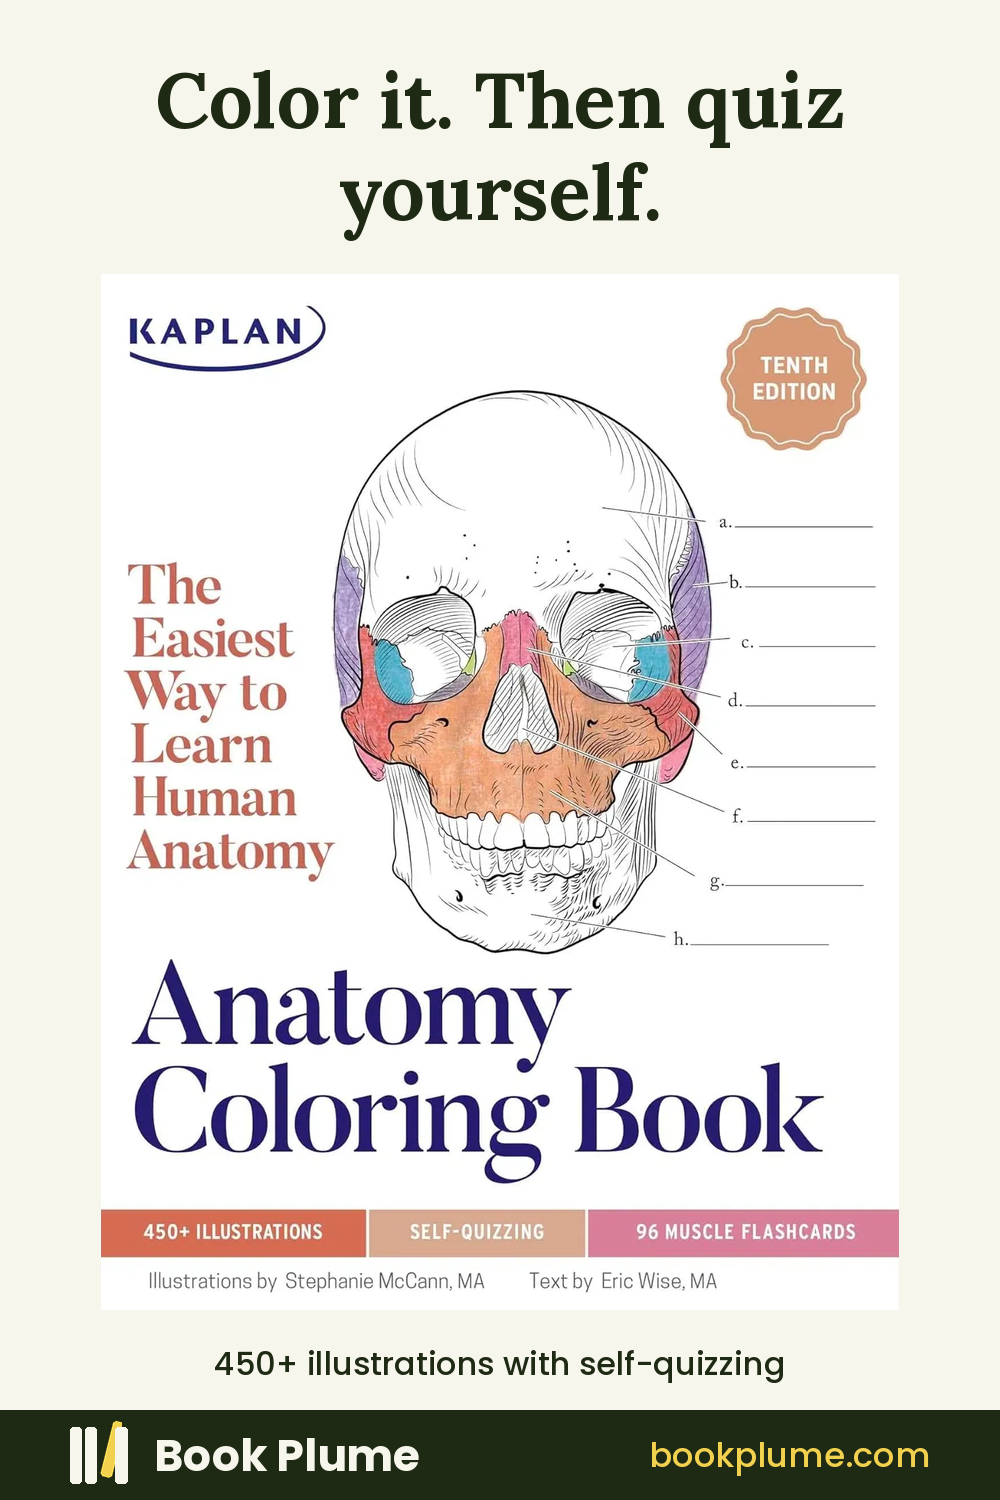 Color it. Then quiz
yourself.
KAPLAN
TENTH
EDITION
The
Easiest
Way to
Learn
Human
Anatomy
a.
b.
c.
d.
e.
f.
g.
h.
Anatomy
Coloring Book
450+ ILLUSTRATIONS
SELF-QUIZZING
96 MUSCLE FLASHCARDS
Illustrations by Stephanie McCann, MA
Text by Eric Wise, MA
450+ illustrations with self-quizzing
Book Plume
bookplume.com